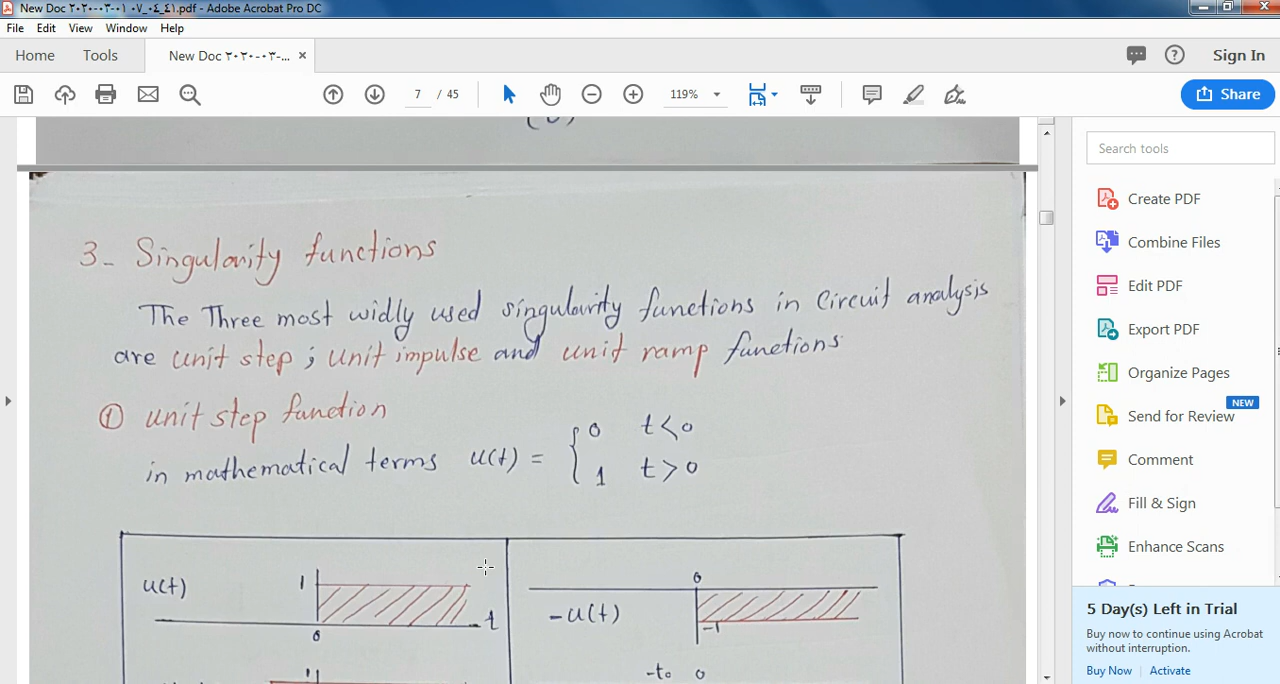 New Doc ٢٠٢٠-٠٣-٠١ ٠٧_٠٤_٤١.pdf - Adobe Acrobat Pro DC
File Edit View Window Help
Home Tools New Doc ٢٠٢٠-٠٣-... × Sign In
7 / 45 119% Share
3- Singularity functions
The Three most widly used singularity functions in Circuit analysis
are unit step ; unit impulse and unit ramp functions
① unit step function
in mathematical terms u(t) = { 0 t<0
1 t>0
u(t) 1 0 t
0 -u(t) -1
1
-t₀ 0
Search tools
Create PDF
Combine Files
Edit PDF
Export PDF
Organize Pages
NEW
Send for Review
Comment
Fill & Sign
Enhance Scans
5 Day(s) Left in Trial
Buy now to continue using Acrobat
without interruption.
Buy Now | Activate